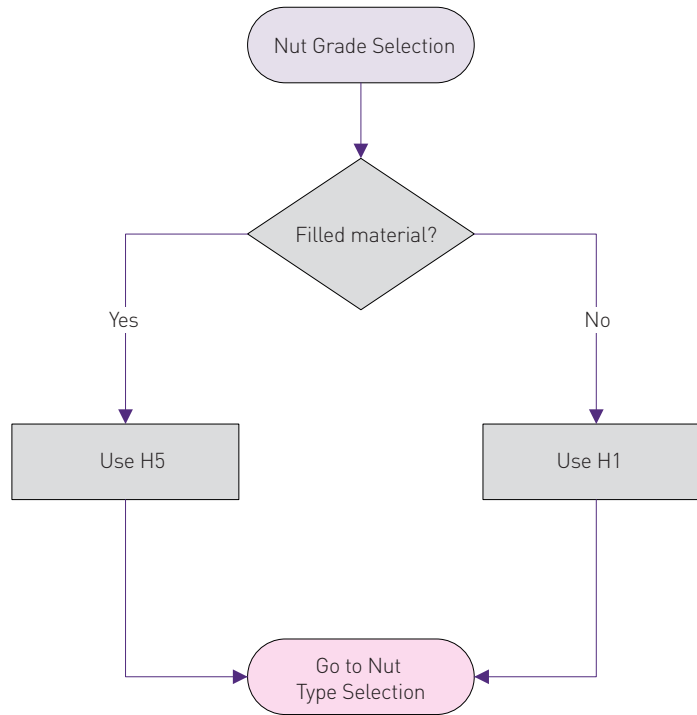 Nut Grade Selection
Filled material?
Yes
No
Use H5
Use H1
Go to Nut
Type Selection